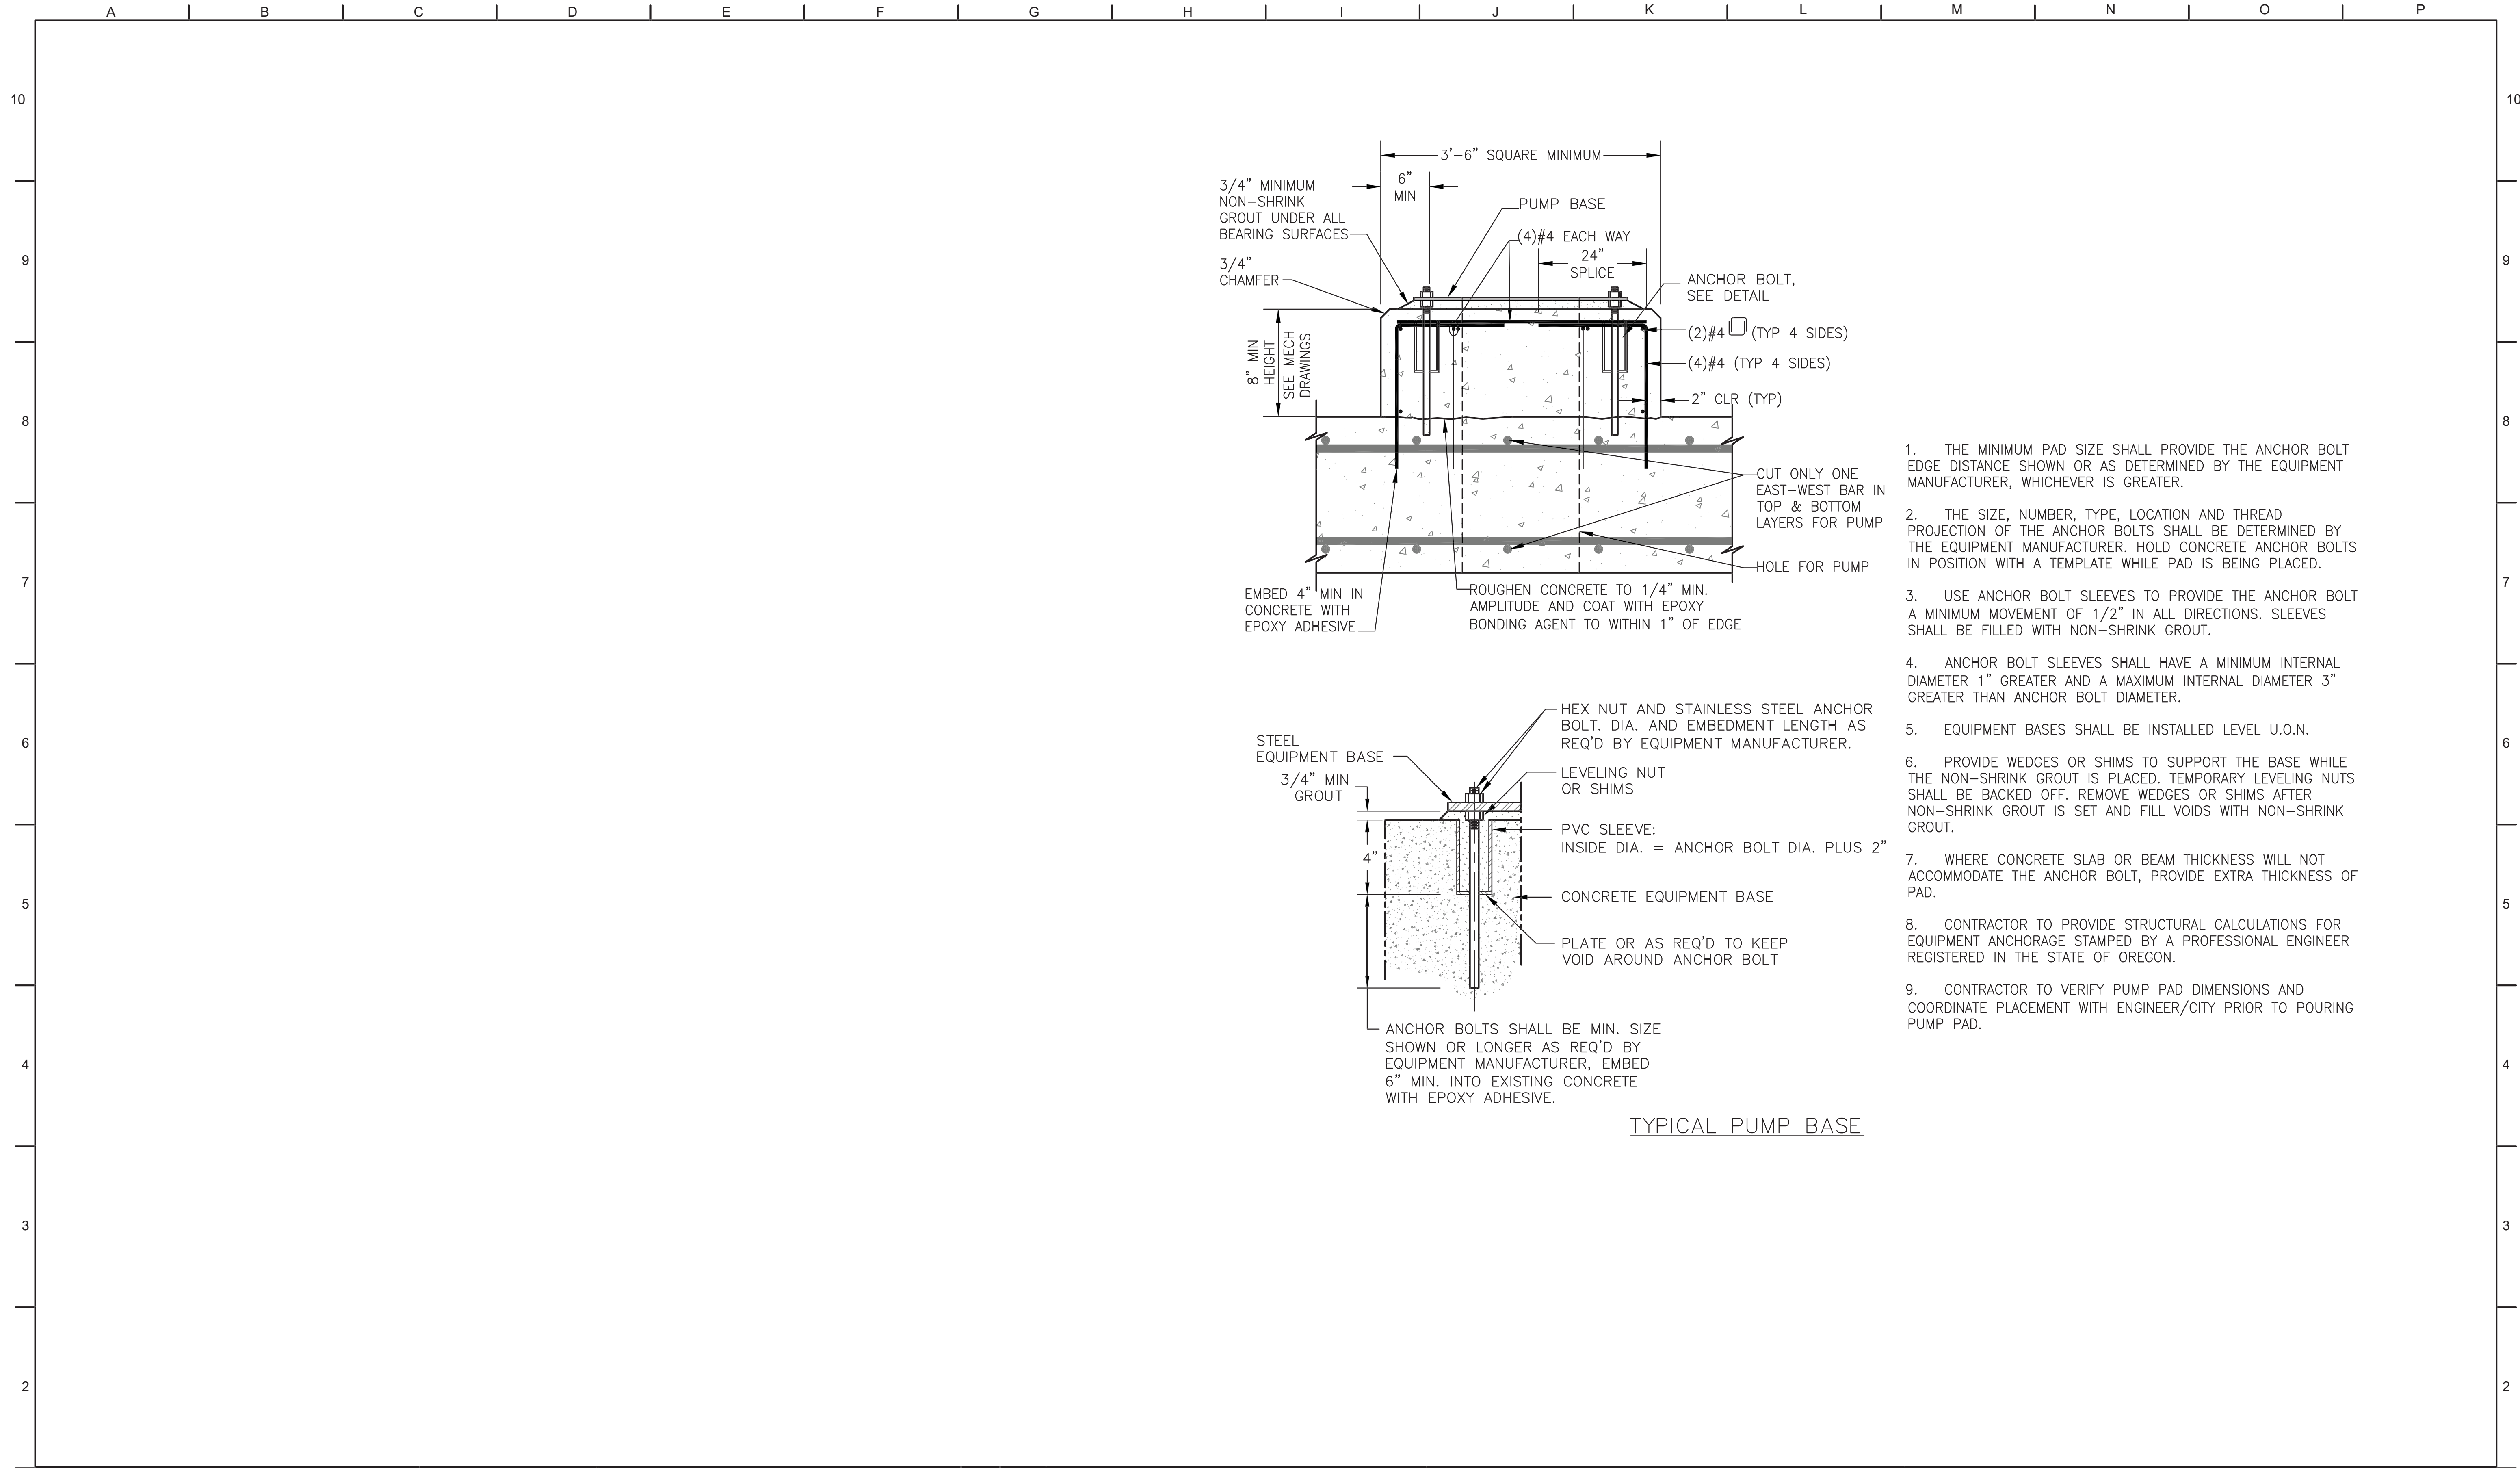 A B C D E F G H I J K L M N O P
10
10
9
9
8
8
7
7
6
6
5
5
4
4
3
3
2
2
3'-6" SQUARE MINIMUM
6"
MIN
3/4" MINIMUM
NON-SHRINK
GROUT UNDER ALL
BEARING SURFACES
PUMP BASE
(4)#4 EACH WAY
24"
SPLICE
3/4"
CHAMFER
ANCHOR BOLT,
SEE DETAIL
(2)#4 (TYP 4 SIDES)
(4)#4 (TYP 4 SIDES)
2" CLR (TYP)
8" MIN
HEIGHT
SEE MECH
DRAWINGS
CUT ONLY ONE
EAST-WEST BAR IN
TOP & BOTTOM
LAYERS FOR PUMP
HOLE FOR PUMP
EMBED 4" MIN IN
CONCRETE WITH
EPOXY ADHESIVE
ROUGHEN CONCRETE TO 1/4" MIN.
AMPLITUDE AND COAT WITH EPOXY
BONDING AGENT TO WITHIN 1" OF EDGE
HEX NUT AND STAINLESS STEEL ANCHOR
BOLT. DIA. AND EMBEDMENT LENGTH AS
REQ'D BY EQUIPMENT MANUFACTURER.
STEEL
EQUIPMENT BASE
3/4" MIN
GROUT
LEVELING NUT
OR SHIMS
PVC SLEEVE:
INSIDE DIA. = ANCHOR BOLT DIA. PLUS 2"
4"
CONCRETE EQUIPMENT BASE
PLATE OR AS REQ'D TO KEEP
VOID AROUND ANCHOR BOLT
ANCHOR BOLTS SHALL BE MIN. SIZE
SHOWN OR LONGER AS REQ'D BY
EQUIPMENT MANUFACTURER, EMBED
6" MIN. INTO EXISTING CONCRETE
WITH EPOXY ADHESIVE.
TYPICAL PUMP BASE
1. THE MINIMUM PAD SIZE SHALL PROVIDE THE ANCHOR BOLT
EDGE DISTANCE SHOWN OR AS DETERMINED BY THE EQUIPMENT
MANUFACTURER, WHICHEVER IS GREATER.
2. THE SIZE, NUMBER, TYPE, LOCATION AND THREAD
PROJECTION OF THE ANCHOR BOLTS SHALL BE DETERMINED BY
THE EQUIPMENT MANUFACTURER. HOLD CONCRETE ANCHOR BOLTS
IN POSITION WITH A TEMPLATE WHILE PAD IS BEING PLACED.
3. USE ANCHOR BOLT SLEEVES TO PROVIDE THE ANCHOR BOLT
A MINIMUM MOVEMENT OF 1/2" IN ALL DIRECTIONS. SLEEVES
SHALL BE FILLED WITH NON-SHRINK GROUT.
4. ANCHOR BOLT SLEEVES SHALL HAVE A MINIMUM INTERNAL
DIAMETER 1" GREATER AND A MAXIMUM INTERNAL DIAMETER 3"
GREATER THAN ANCHOR BOLT DIAMETER.
5. EQUIPMENT BASES SHALL BE INSTALLED LEVEL U.O.N.
6. PROVIDE WEDGES OR SHIMS TO SUPPORT THE BASE WHILE
THE NON-SHRINK GROUT IS PLACED. TEMPORARY LEVELING NUTS
SHALL BE BACKED OFF. REMOVE WEDGES OR SHIMS AFTER
NON-SHRINK GROUT IS SET AND FILL VOIDS WITH NON-SHRINK
GROUT.
7. WHERE CONCRETE SLAB OR BEAM THICKNESS WILL NOT
ACCOMMODATE THE ANCHOR BOLT, PROVIDE EXTRA THICKNESS OF
PAD.
8. CONTRACTOR TO PROVIDE STRUCTURAL CALCULATIONS FOR
EQUIPMENT ANCHORAGE STAMPED BY A PROFESSIONAL ENGINEER
REGISTERED IN THE STATE OF OREGON.
9. CONTRACTOR TO VERIFY PUMP PAD DIMENSIONS AND
COORDINATE PLACEMENT WITH ENGINEER/CITY PRIOR TO POURING
PUMP PAD.